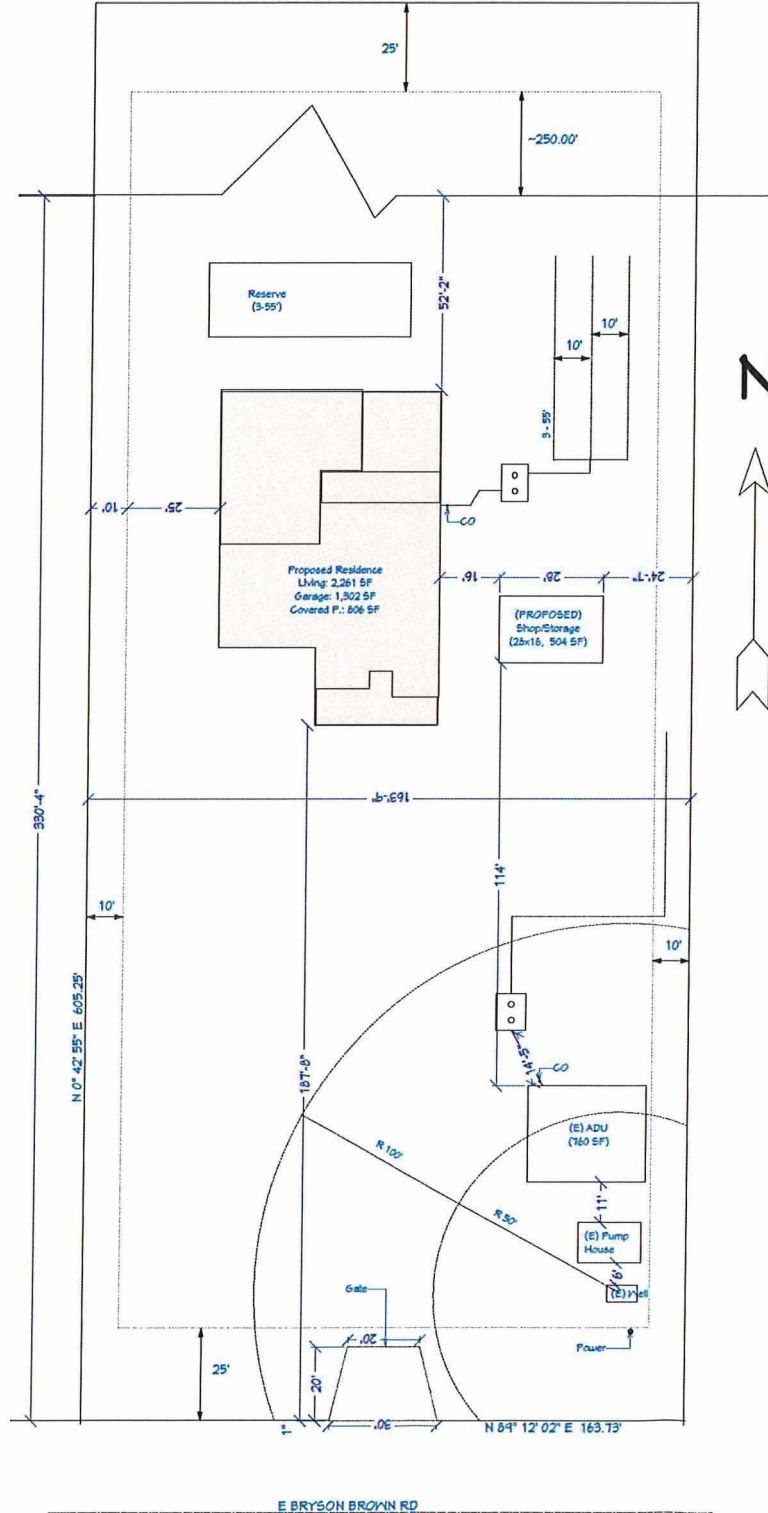 25'
~250.00'
Reserve
(3-55')
52'-2"
10'
10'
N
3 - 55'
10'
25'
CO
Proposed Residence
Living: 2,261 SF
Garage: 1,302 SF
Covered P.: 606 SF
16'
28'
24'-7"
(PROPOSED)
Shop/Storage
(28x18, 504 SF)
330'-4"
163'-9"
114'
10'
10'
N 0° 42' 55" E 605.25'
187'-8"
14'-5"
CO
(E) ADU
(760 SF)
R 100'
R 50'
11'
(E) Pump
House
6'
(E) Well
Gate
20'
Power
25'
20'
1"
30'
N 89° 12' 02" E 163.73'
E BRYSON BROWN RD